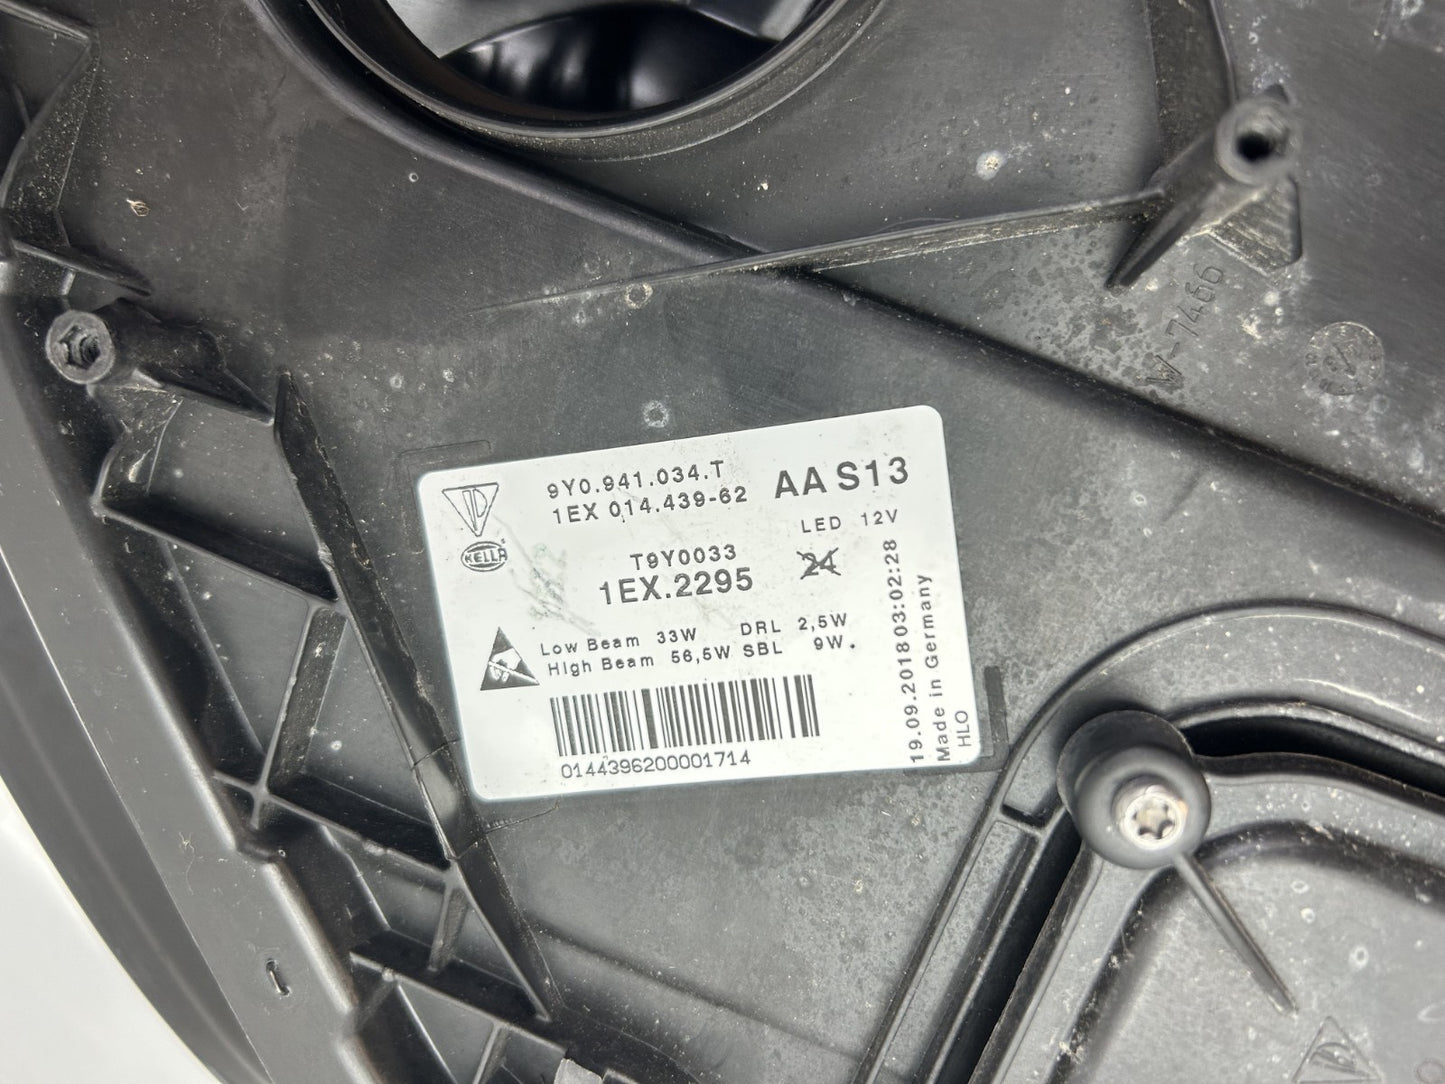 9Y0.941.034.T
1EX 014.439-62
AA S13
LED 12V
HELLA
T9Y0033
1EX.2295
24
Low Beam 33W DRL 2,5W
High Beam 56,5W SBL 9W.
0144396200001714
19.09.2018 03:02:28
Made in Germany
HLO
W-7466